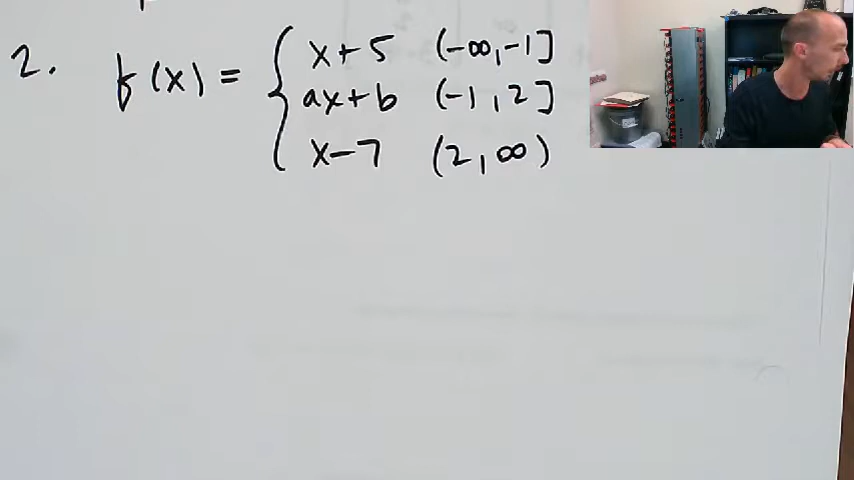 2. f(x) = { x+5 (-∞,-1]
ax+b (-1,2]
x-7 (2,∞)